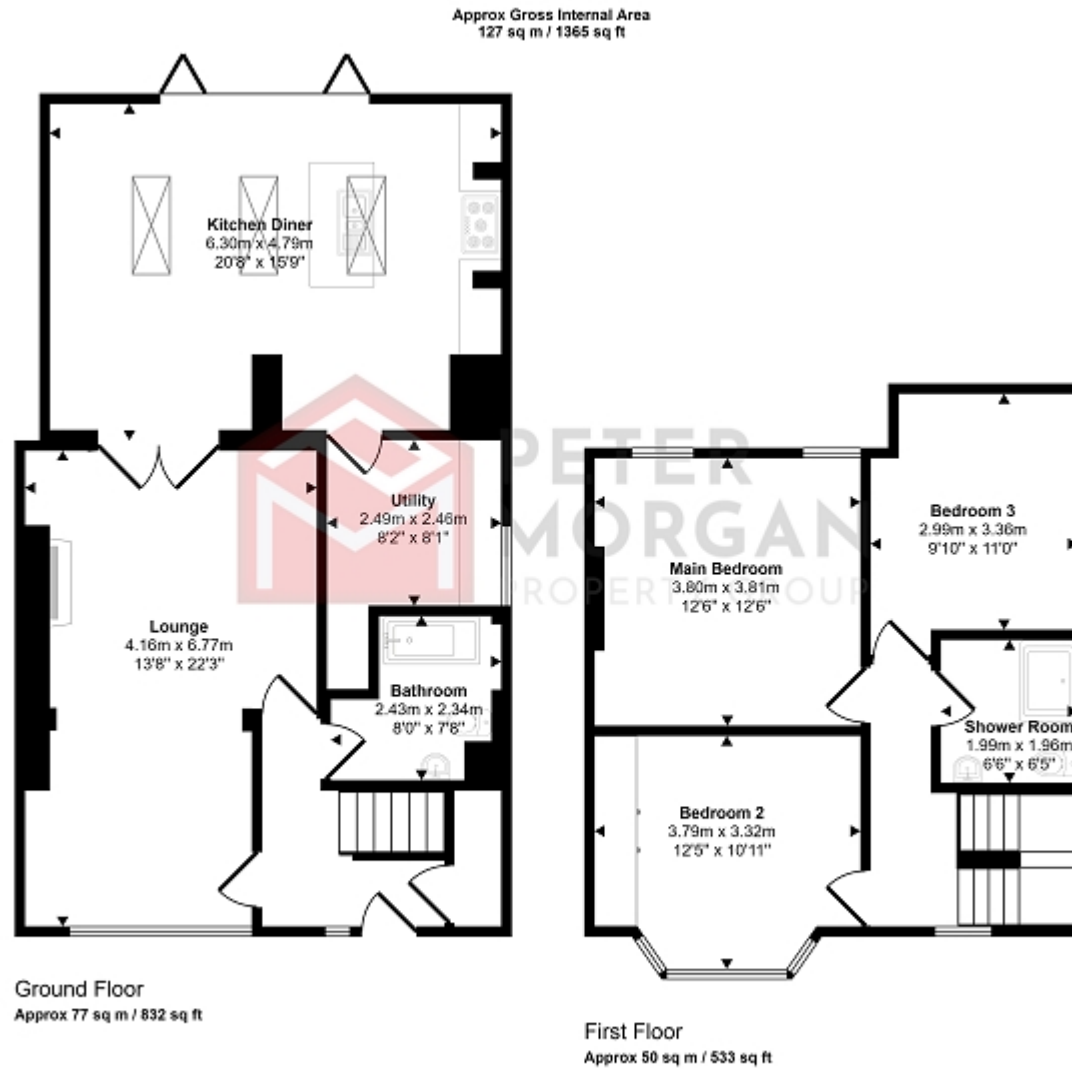 Approx Gross Internal Area
127 sq m / 1365 sq ft
Kitchen Diner
6.30m x 4.79m
20'8" x 15'9"
Utility
2.49m x 2.46m
8'2" x 8'1"
Lounge
4.16m x 6.77m
13'8" x 22'3"
Bathroom
2.43m x 2.34m
8'0" x 7'8"
Ground Floor
Approx 77 sq m / 832 sq ft
PETER
MORGAN
PROPERTY GROUP
Bedroom 3
2.99m x 3.36m
9'10" x 11'0"
Main Bedroom
3.80m x 3.81m
12'6" x 12'6"
Shower Room
1.99m x 1.96m
6'6" x 6'5"
Bedroom 2
3.79m x 3.32m
12'5" x 10'11"
First Floor
Approx 50 sq m / 533 sq ft